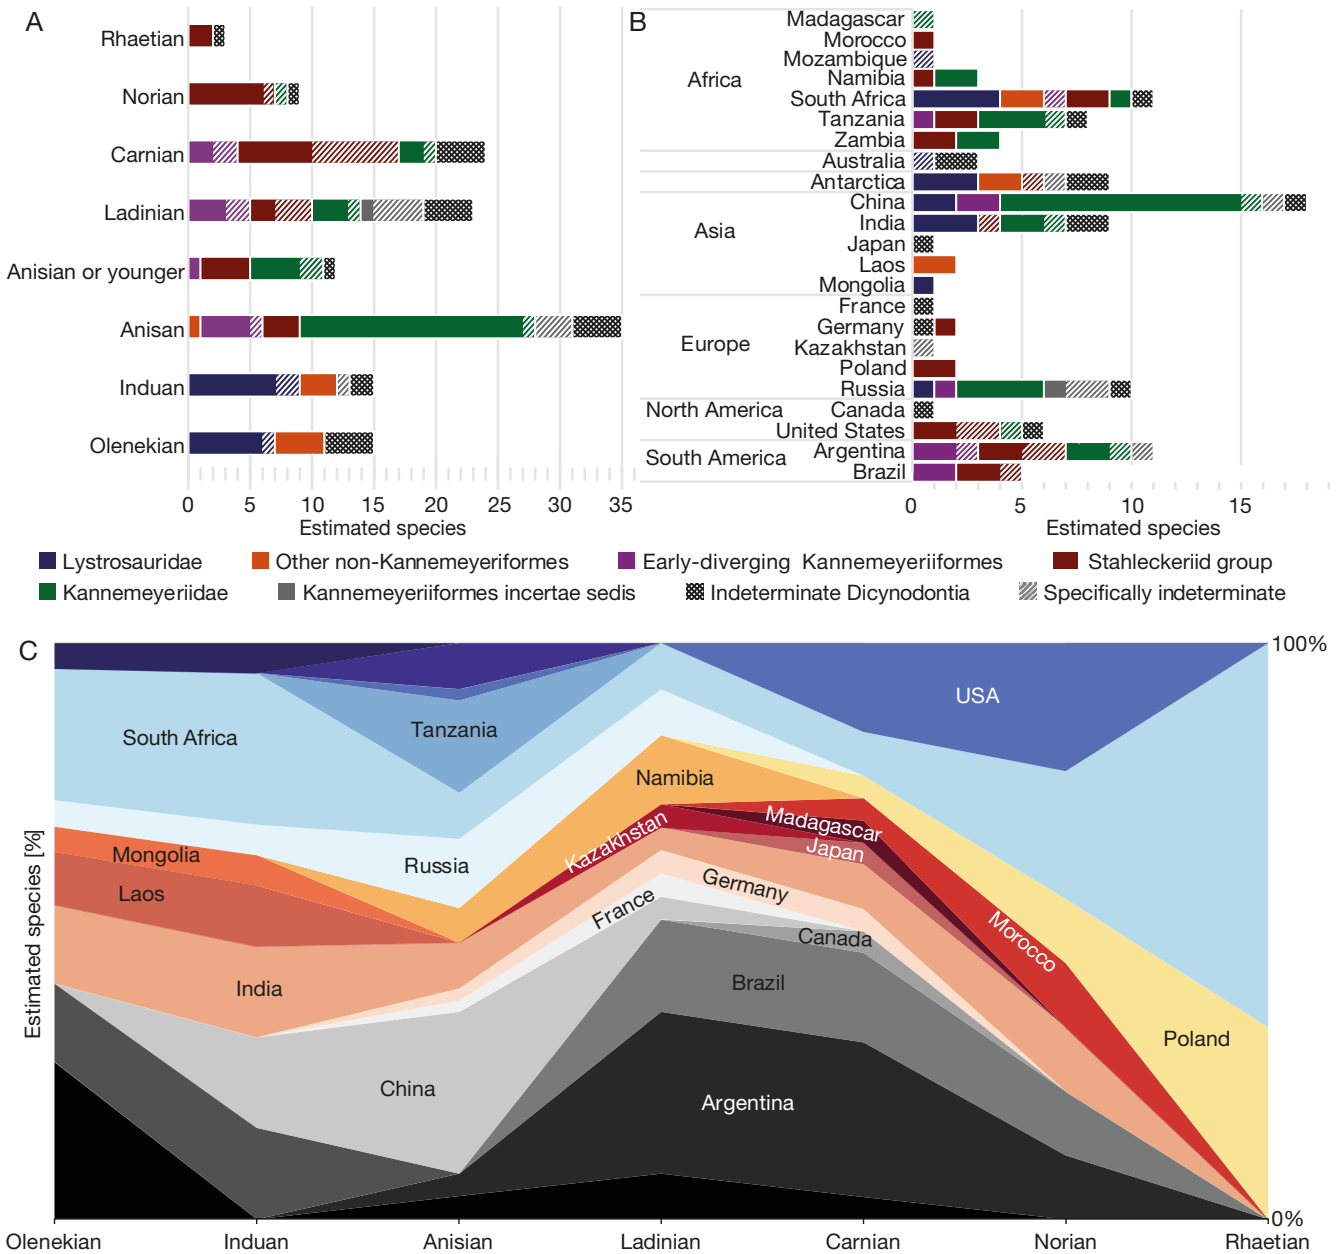 A
Rhaetian
Norian
Carnian
Ladinian
Anisian or younger
Anisan
Induan
Olenekian
0 5 10 15 20 25 30 35
Estimated species
B
Africa
Madagascar
Morocco
Mozambique
Namibia
South Africa
Tanzania
Zambia
Australia
Antarctica
Asia
China
India
Japan
Laos
Mongolia
Europe
France
Germany
Kazakhstan
Poland
Russia
North America
Canada
United States
South America
Argentina
Brazil
0 5 10 15
Estimated species
Lystrosauridae
Other non-Kannemeyeriformes
Early-diverging Kannemeyeriiformes
Stahleckeriid group
Kannemeyeriidae
Kannemeyeriiformes incertae sedis
Indeterminate Dicynodontia
Specifically indeterminate
C
100%
USA
South Africa
Tanzania
Namibia
Madagascar
Kazakhstan
Japan
Mongolia
Russia
Laos
Germany
France
Morocco
Canada
India
Brazil
Poland
China
Argentina
Estimated species [%]
0%
Olenekian Induan Anisian Ladinian Carnian Norian Rhaetian